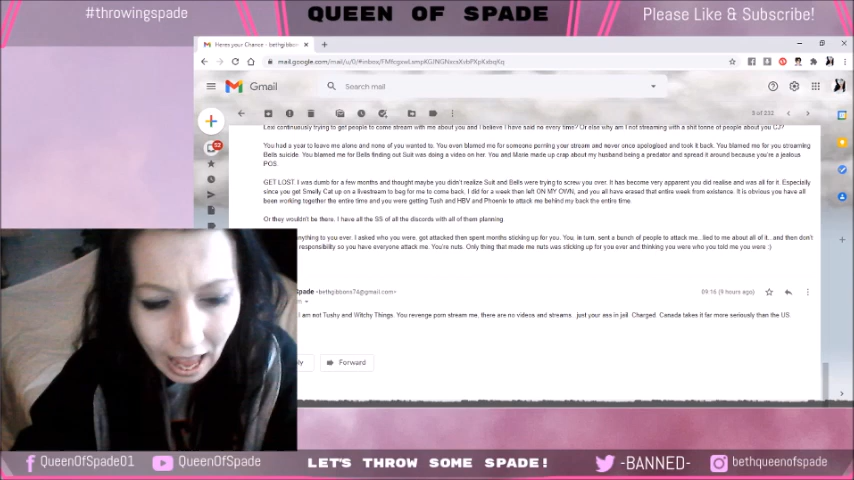 #throwingspade
QUEEN OF SPADE
Please Like & Subscribe!
Heres your Chance - bethgibbon
mail.google.com/mail/u/0/#inbox/
Gmail
Search mail
3 of 232
52
Lexi continuously trying to get people to come stream with me about you and I believe I have said no every time? Or else why am I not streaming with a shit tonne of people about you CJ?
You had a year to leave me alone and none of you wanted to. You even blamed me for someone porning your stream and never once apologised and took it back. You blamed me for you streaming
Bells suicide. You blamed me for Bells finding out Suit was doing a video on her. You and Marie made up crap about my husband being a predator and spread it around because you're a jealous
POS.
GET LOST. I was dumb for a few months and thought maybe you didn't realize Suit and Bells were trying to screw you over. It has become very apparent you did realise and was all for it. Especially
since you get Smelly Cat up on a livestream to beg for me to come back. I did for a week then left ON MY OWN, and you all have erased that entire week from existence. It is obvious you have all
been working together the entire time and you were getting Tush and HBV and Phoenix to attack me behind my back the entire time.
Or they wouldn't be there. I have all the SS of all the discords with all of them planning
anything to you ever. I asked who you were, got attacked then spent months sticking up for you. You, in turn, sent a bunch of people to attack me...lied to me about all of it...and then don't
responsibility so you have everyone attack me. You're nuts. Only thing that made me nuts was sticking up for you ever and thinking you were who you told me you were :)
Spade <bethgibbons74@gmail.com>
09:16 (9 hours ago)
I am not Tushy and Witchy Things. You revenge porn stream me, there are no videos and streams. just your ass in jail. Charged. Canada takes it far more seriously than the US.
Forward
QueenOfSpade01
QueenOfSpade
LET'S THROW SOME SPADE!
-BANNED-
bethqueenofspade